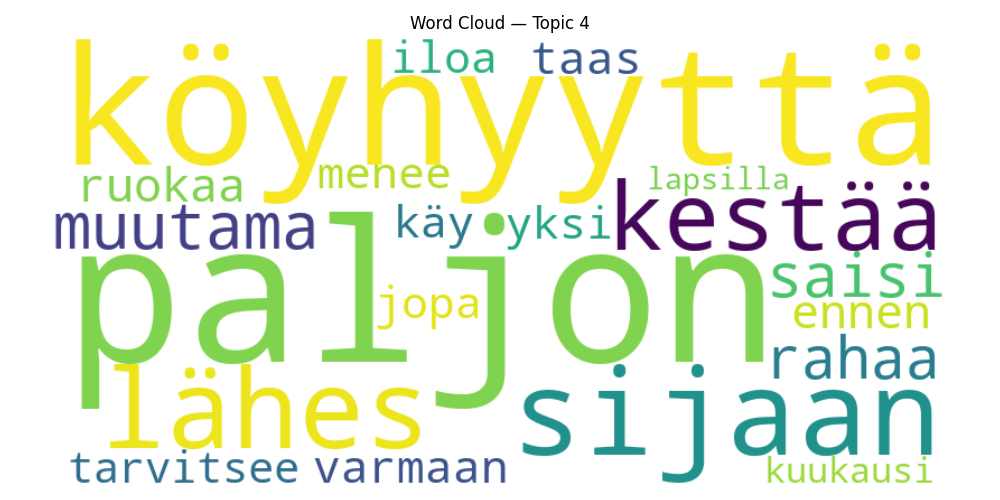 Word Cloud — Topic 4
iloa taas
köyhyyttä
ruokaa menee lapsilla
muutama käy yksi kestää
paljon
saisi
jopa ennen
rahaa
lähes sijaan
tarvitsee varmaan kuukausi